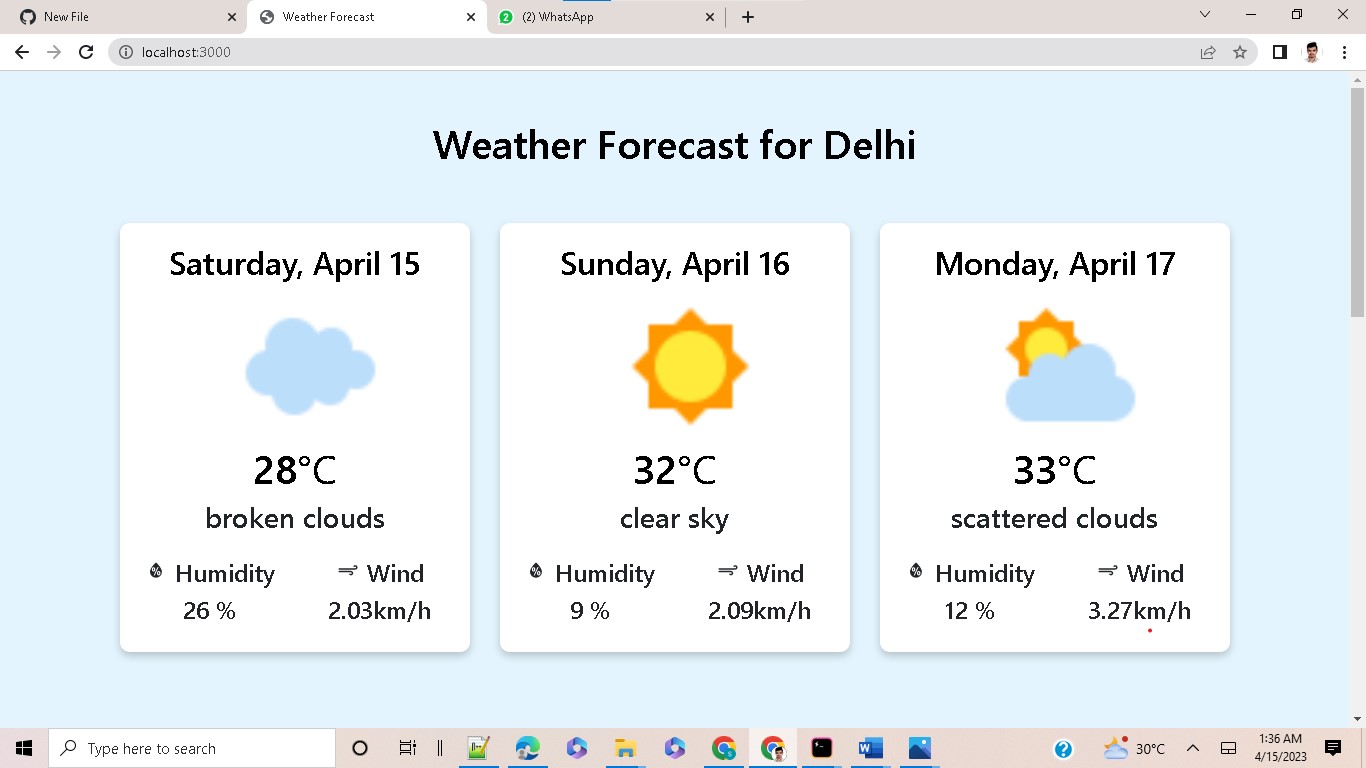 New File
Weather Forecast
2
(2) WhatsApp
localhost:3000
Weather Forecast for Delhi
Saturday, April 15
28°C
broken clouds
% Humidity
Wind
26 %
2.03km/h
Sunday, April 16
32°C
clear sky
% Humidity
Wind
9 %
2.09km/h
Monday, April 17
33°C
scattered clouds
% Humidity
Wind
12 %
3.27km/h
Type here to search
30°C
1:36 AM
4/15/2023